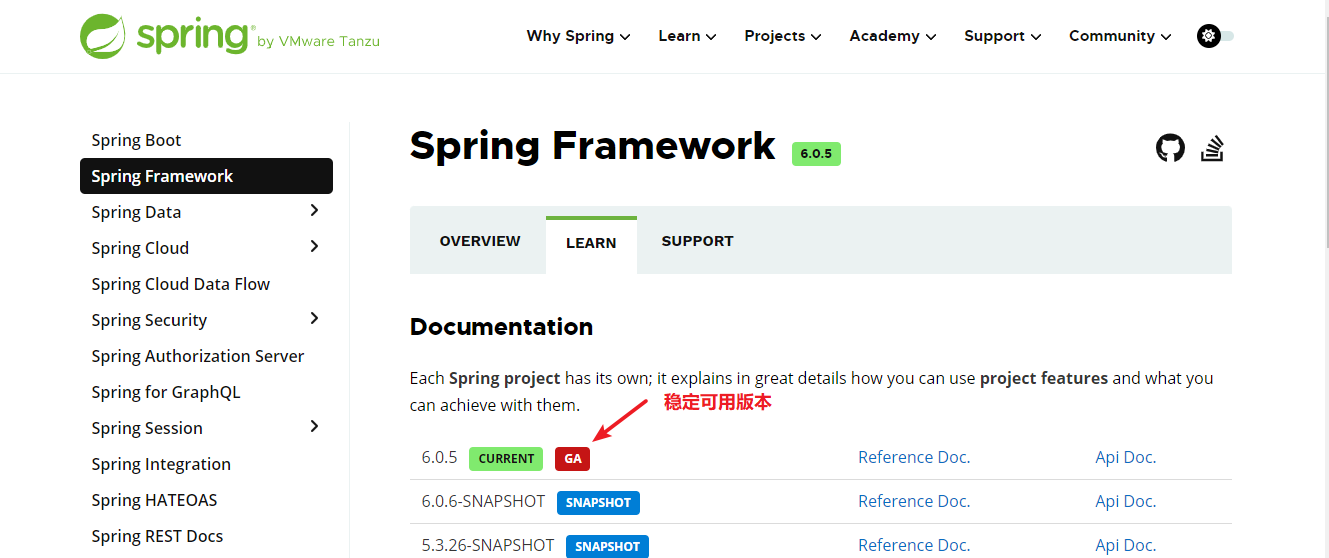 spring by VMware Tanzu
Why Spring Learn Projects Academy Support Community
Spring Boot
Spring Framework
Spring Data
Spring Cloud
Spring Cloud Data Flow
Spring Security
Spring Authorization Server
Spring for GraphQL
Spring Session
Spring Integration
Spring HATEOAS
Spring REST Docs
Spring Framework 6.0.5
OVERVIEW LEARN SUPPORT
Documentation
Each Spring project has its own; it explains in great details how you can use project features and what you
can achieve with them.
稳定可用版本
6.0.5 CURRENT GA Reference Doc. Api Doc.
6.0.6-SNAPSHOT SNAPSHOT Reference Doc. Api Doc.
5.3.26-SNAPSHOT SNAPSHOT Reference Doc. Api Doc.